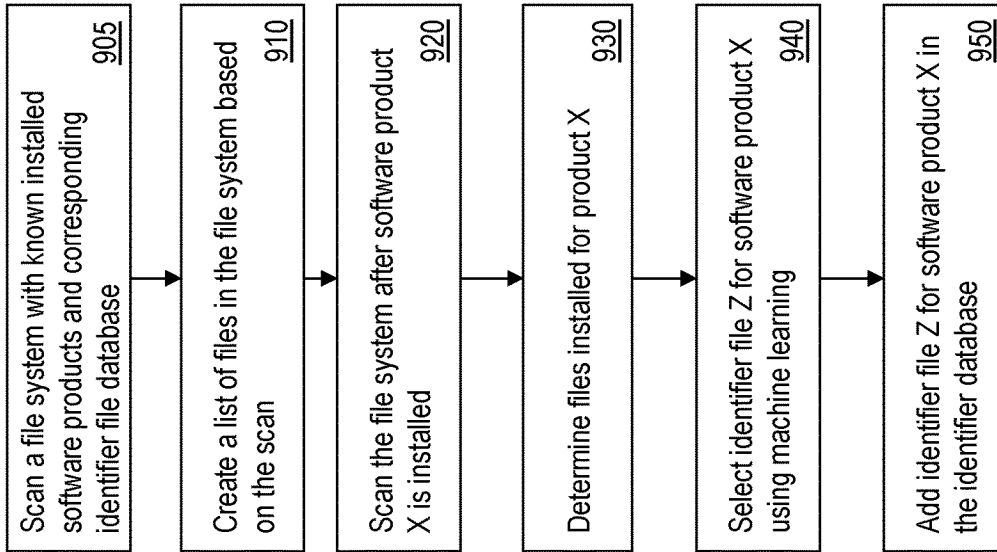 Scan a file system with known installed
software products and corresponding
identifier file database
905
Create a list of files in the file system based
on the scan
910
Scan the file system after software product
X is installed
920
Determine files installed for product X
930
Select identifier file Z for software product X
using machine learning
940
Add identifier file Z for software product X in
the identifier database
950